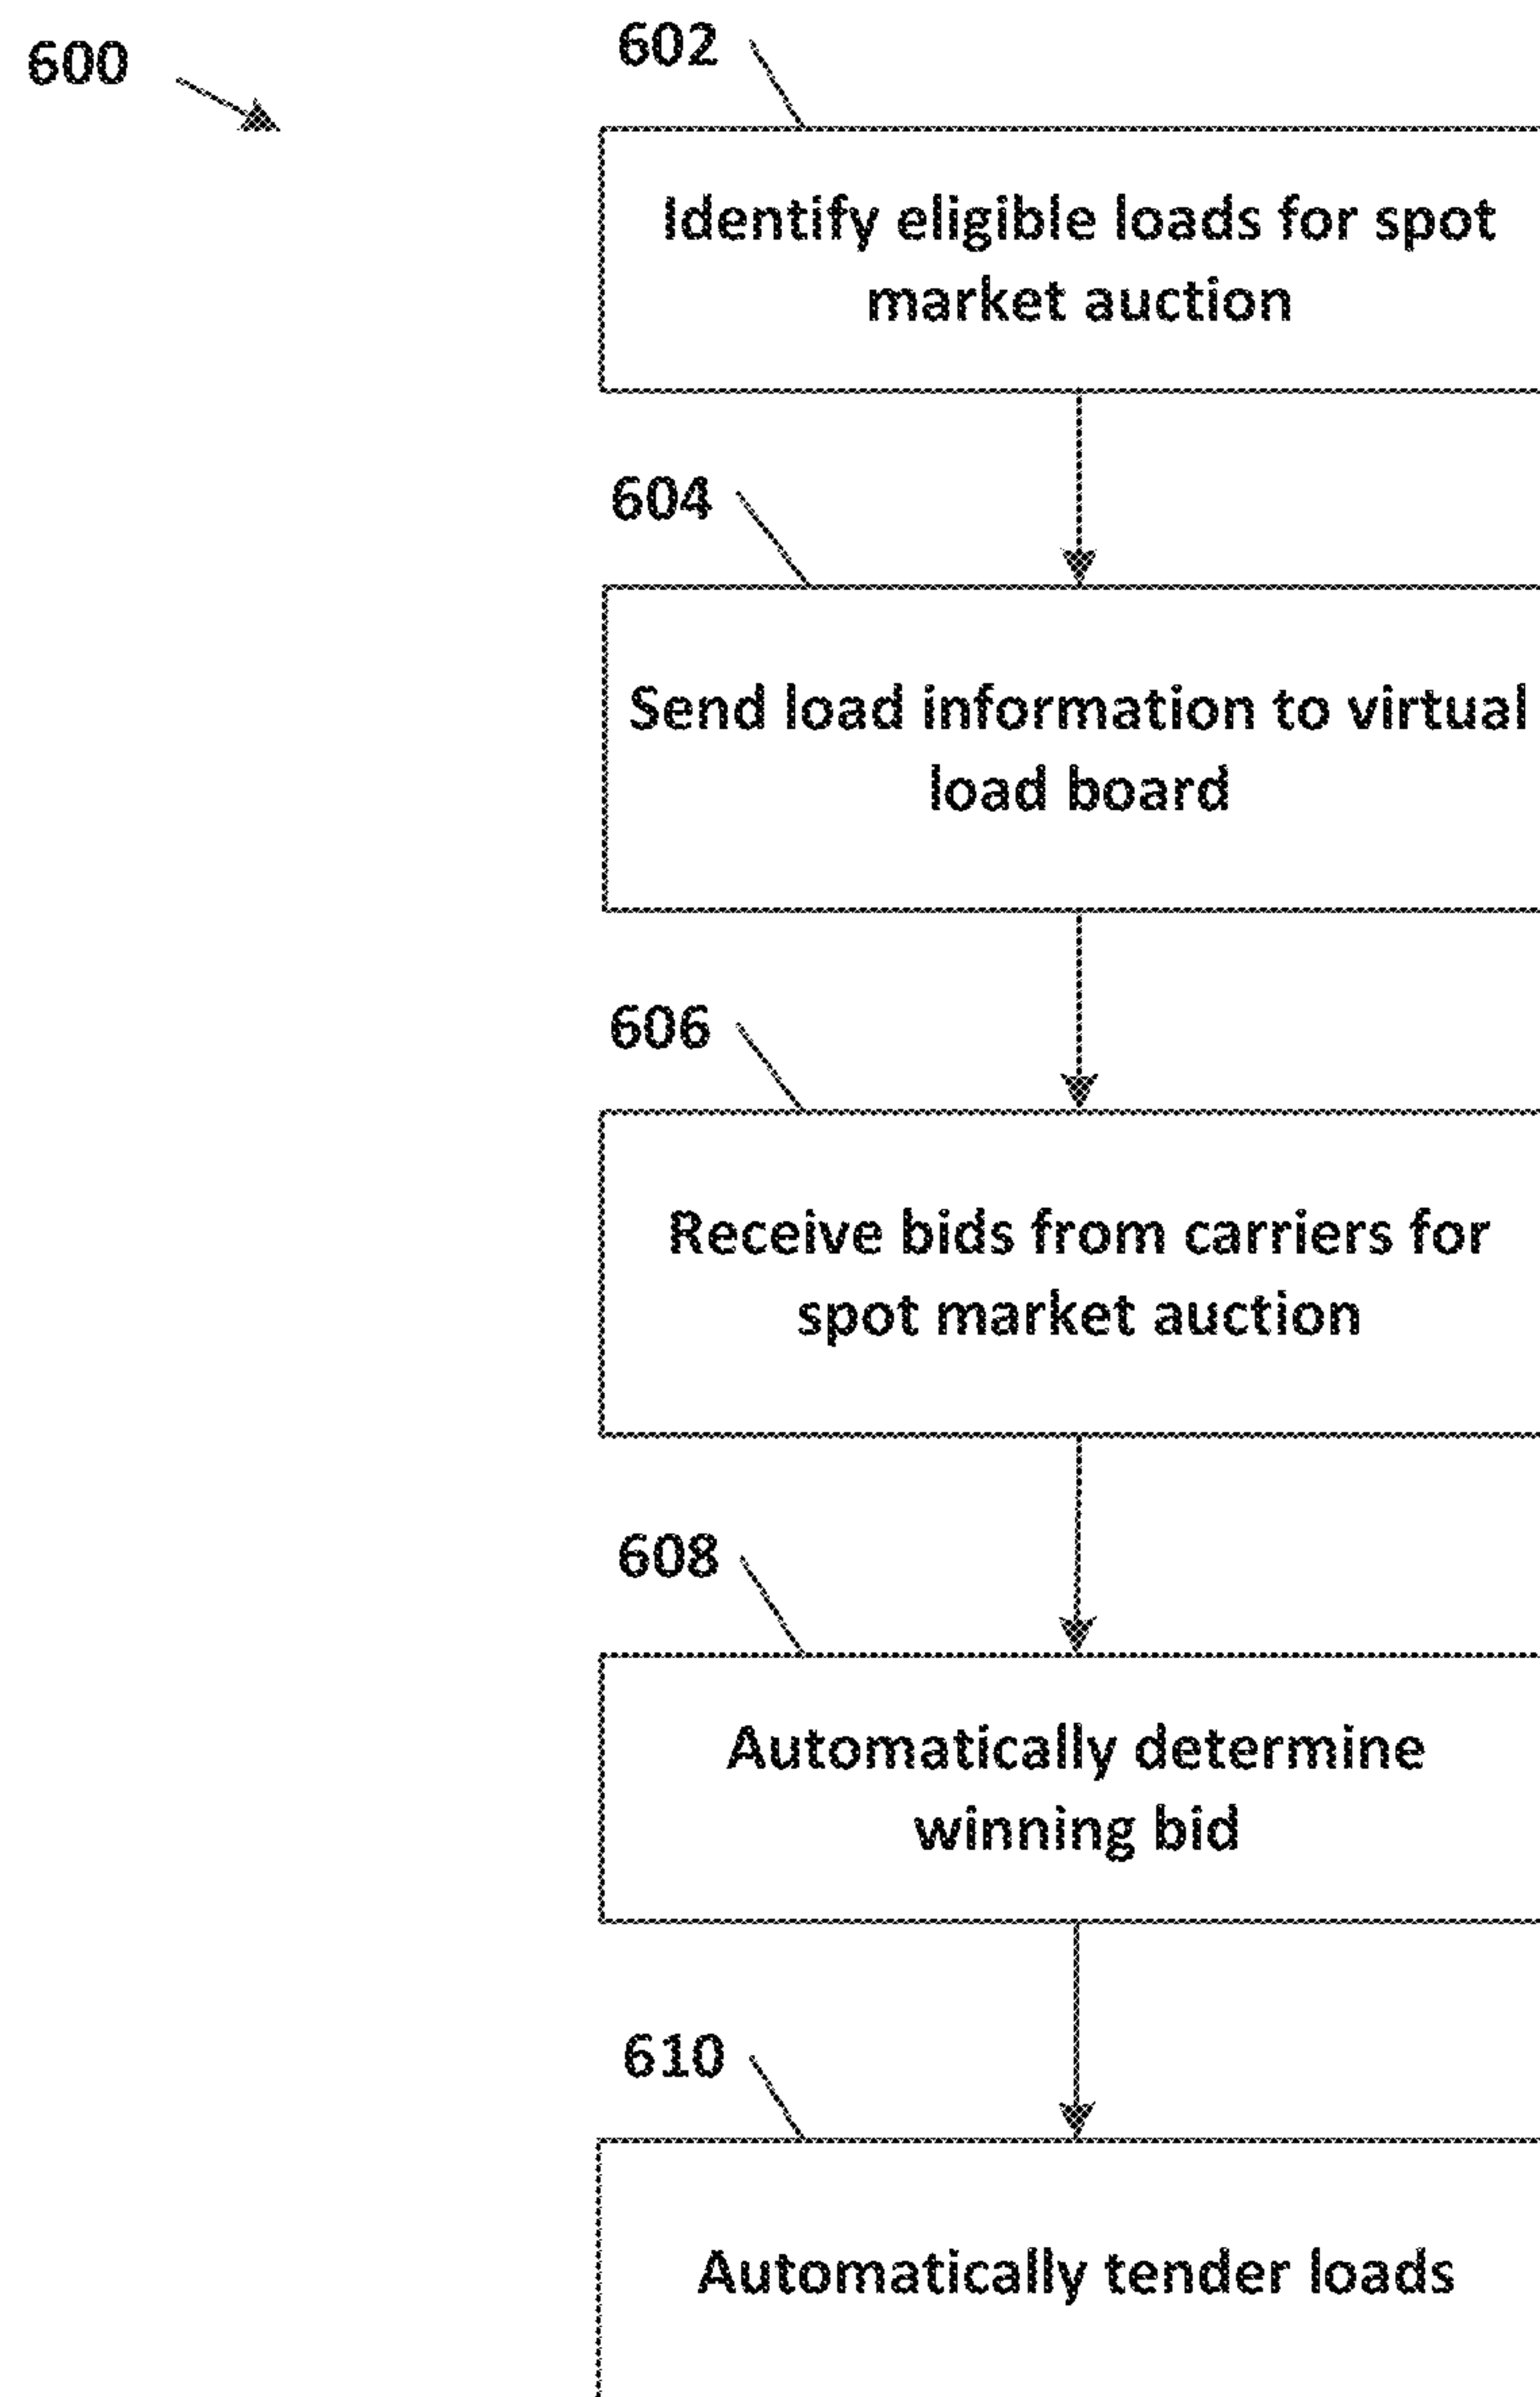 600
602
Identify eligible loads for spot
market auction
604
Send load information to virtual
load board
606
Receive bids from carriers for
spot market auction
608
Automatically determine
winning bid
610
Automatically tender loads